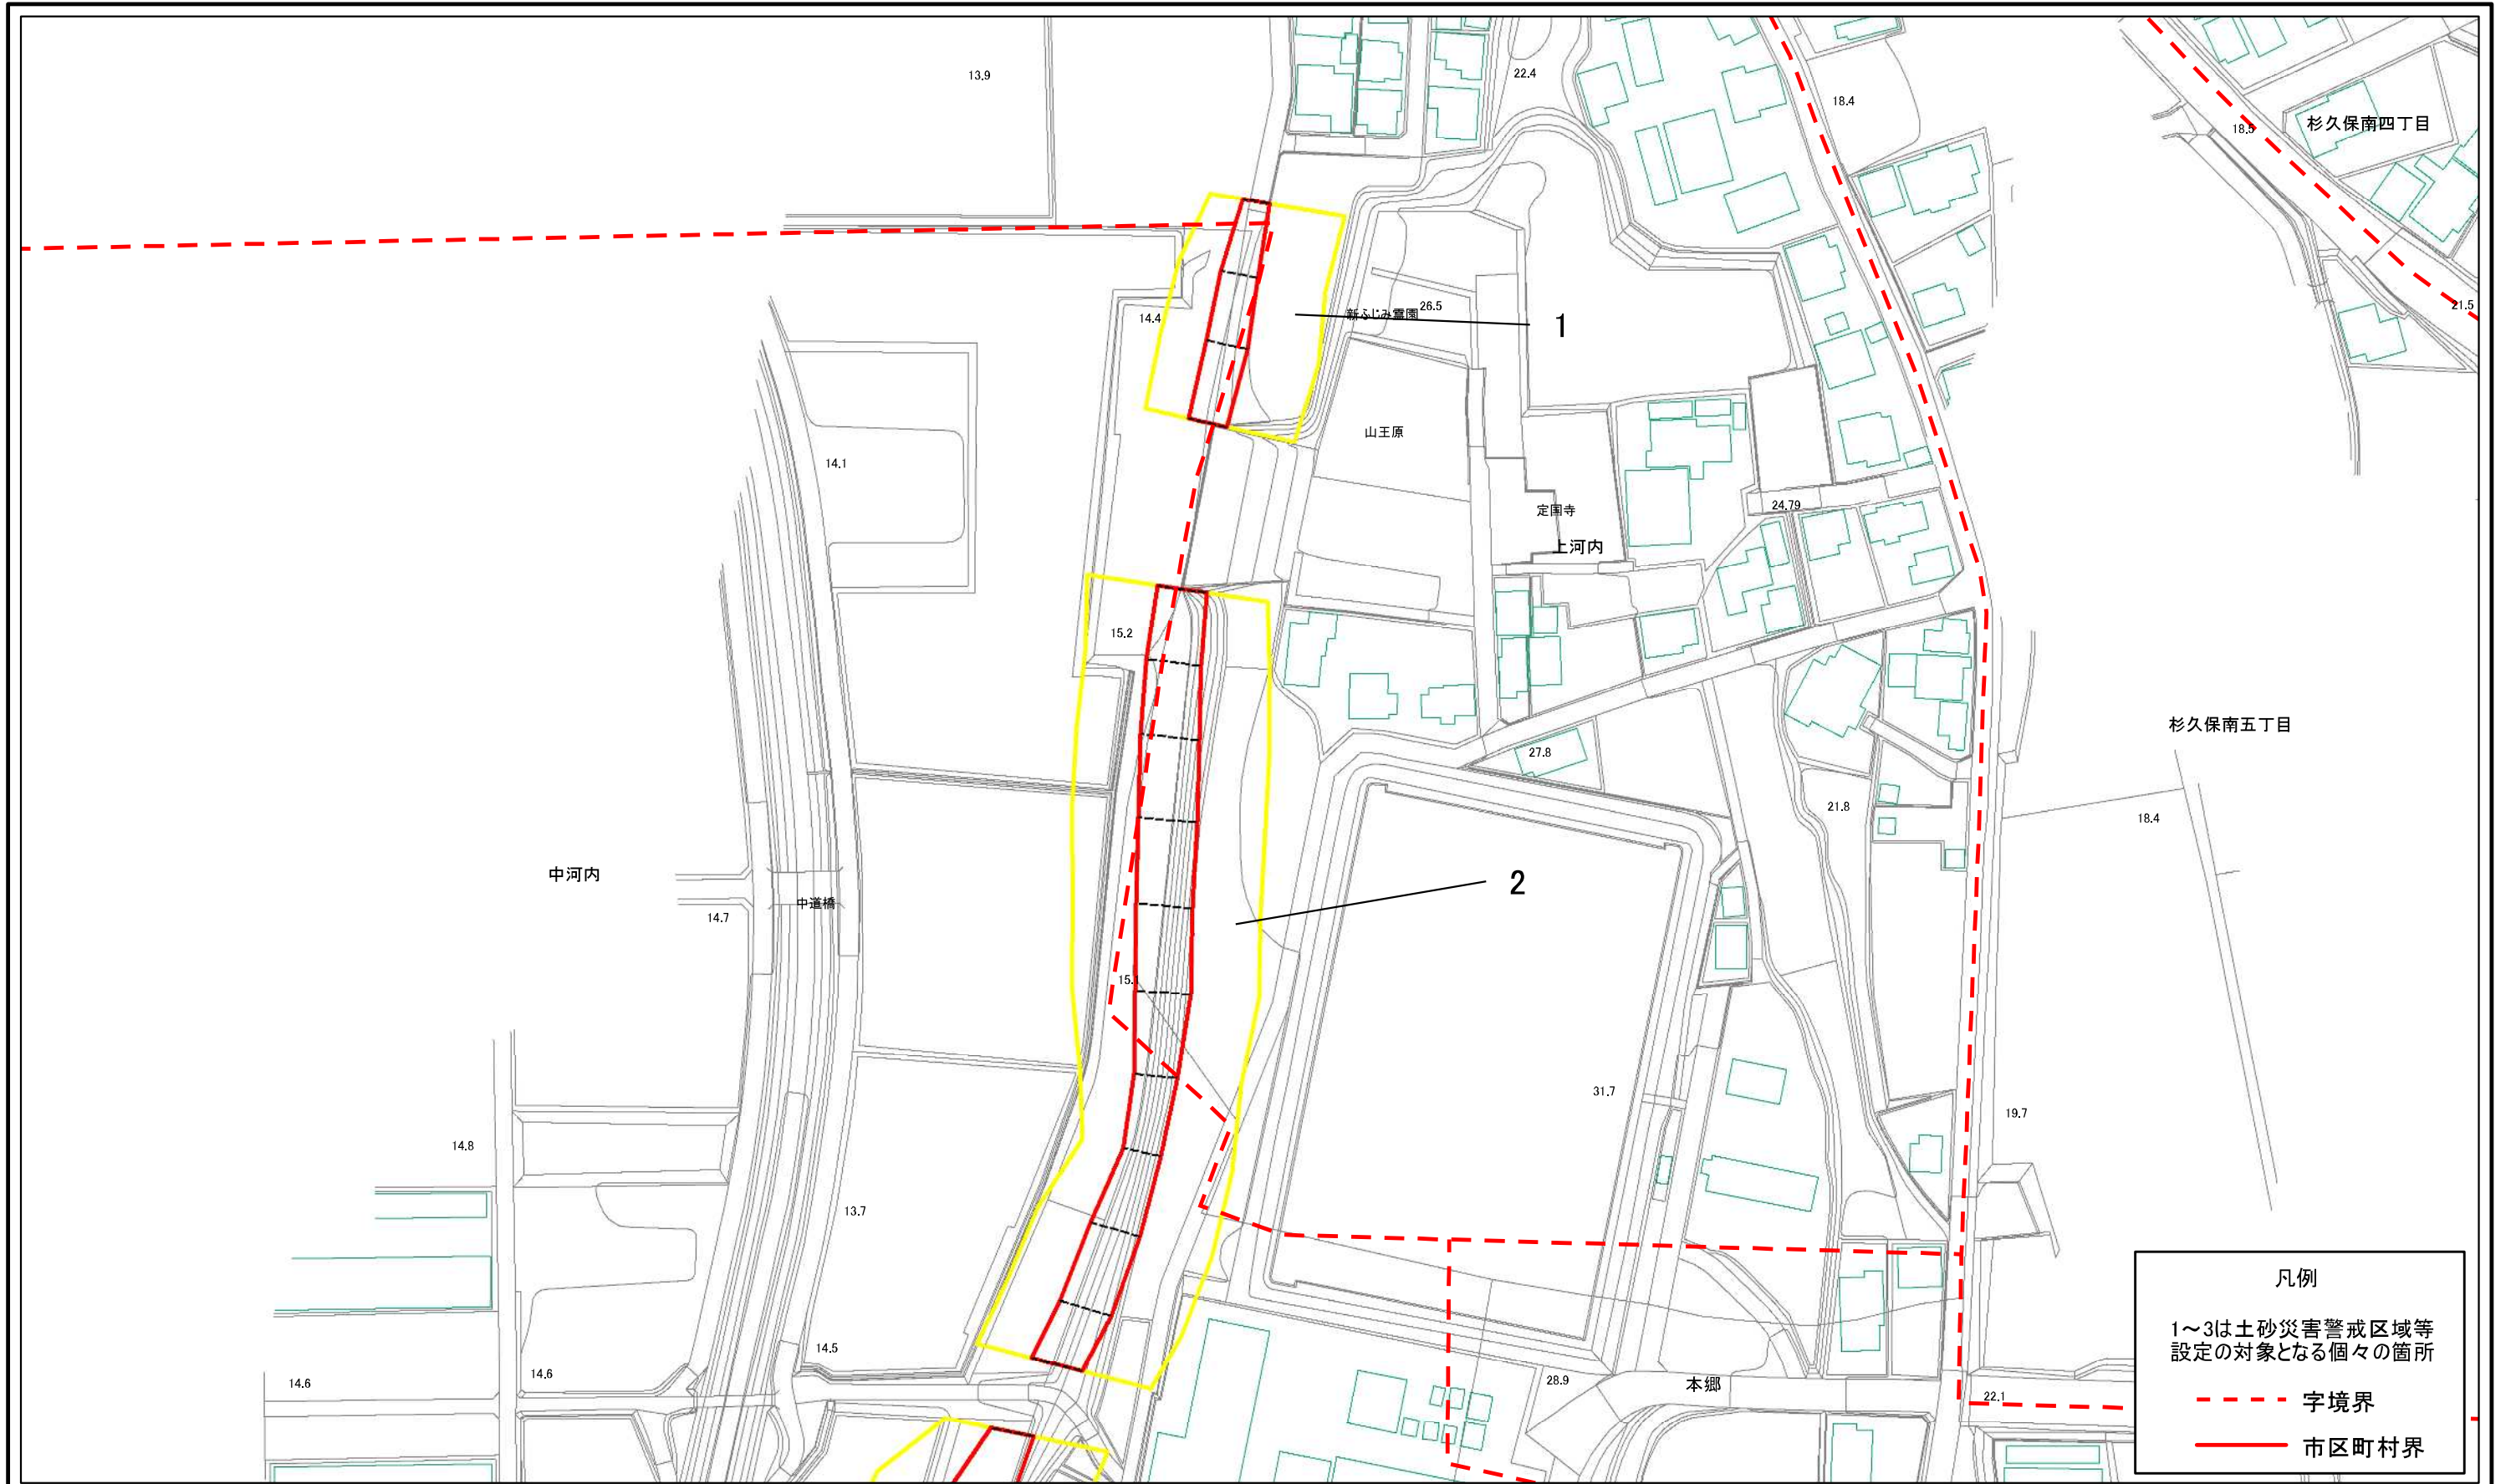 13.9
22.4
18.4
18.5
杉久保南四丁目
21.5
14.4
新ふじみ霊園
26.5
1
山王原
14.1
定国寺
24.79
上河内
15.2
杉久保南五丁目
27.8
21.8
18.4
中河内
2
14.7
中道橋
15.1
31.7
19.7
14.8
13.7
14.5
14.6
14.6
28.9
本郷
22.1
凡例
1～3は土砂災害警戒区域等
設定の対象となる個々の箇所
字境界
市区町村界